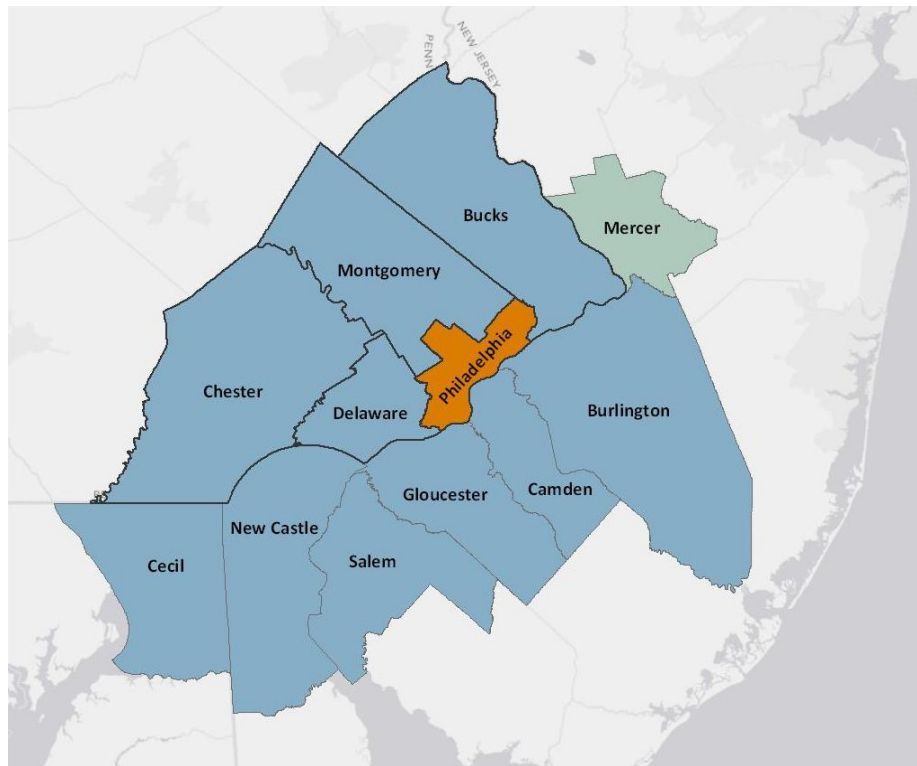 NEW JERSEY
PENN
Bucks
Mercer
Montgomery
Philadelphia
Chester
Delaware
Burlington
Gloucester
Camden
New Castle
Cecil
Salem